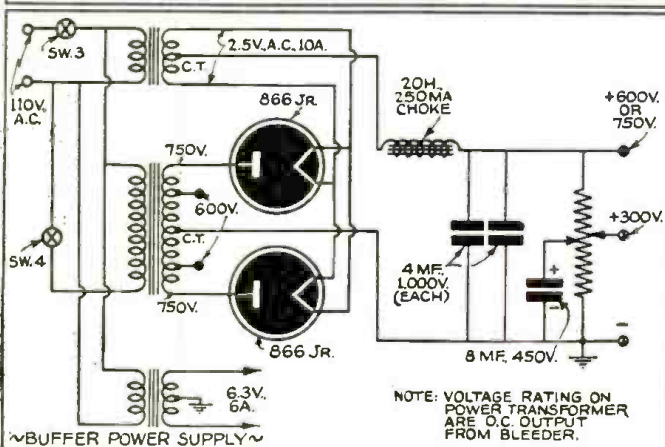 SW.3
2.5V., A.C., 10A.
C.T.
110V.,
A.C.
866 JR.
20H.,
250MA
CHOKE
+600V.
OR
750V.
750V.
600V.
C.T.
+300V.
SW.4
4 MF.,
1,000V.
(EACH)
+
-
-
750V.
866 JR.
8 MF., 450V.
6.3V.,
6A.
NOTE: VOLTAGE RATING ON
POWER TRANSFORMER
ARE D.C. OUTPUT
FROM BLEEDER.
~BUFFER POWER SUPPLY~